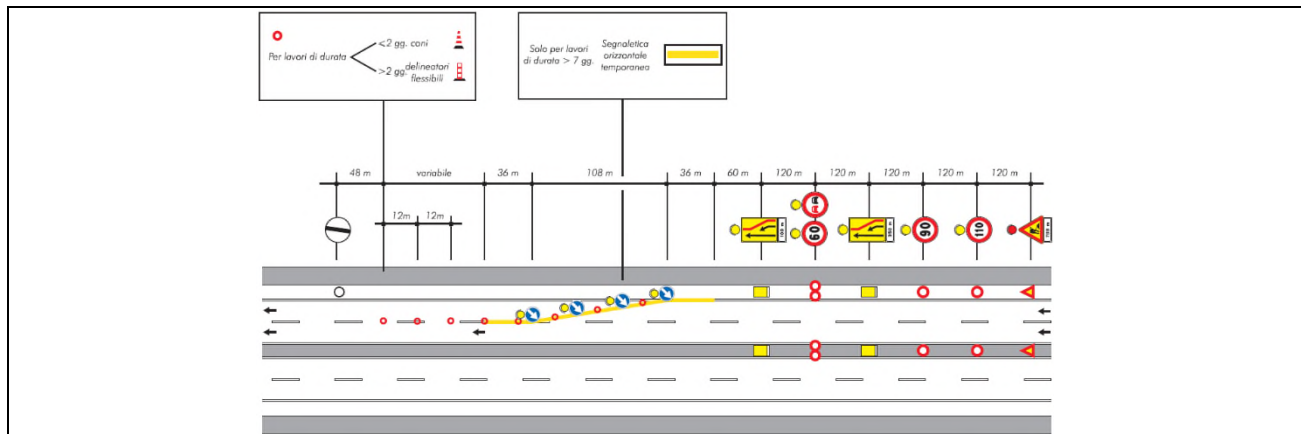 Per lavori di durata
<2 gg. coni
>2 gg. delineatori
flessibili
Solo per lavori
di durata > 7 gg.
Segnaletica
orizzontale
temporanea
48 m
variabile
36 m
108 m
36 m
60 m
120 m
120 m
120 m
120 m
120 m
12m
12m
60
90
110